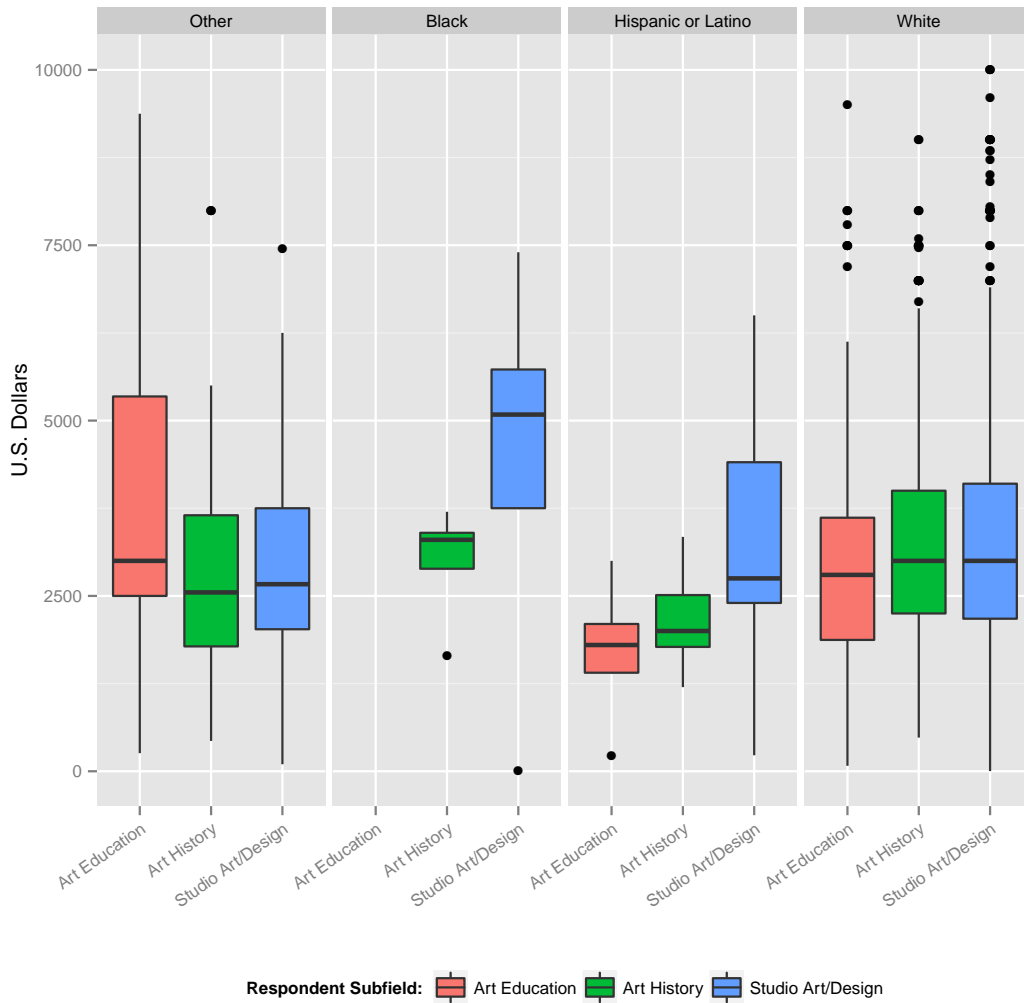 Other Black Hispanic or Latino White
10000
7500
5000
2500
0
U.S. Dollars
Art Education Art History Studio Art/Design Art Education Art History Studio Art/Design Art Education Art History Studio Art/Design Art Education Art History Studio Art/Design
Respondent Subfield: Art Education Art History Studio Art/Design